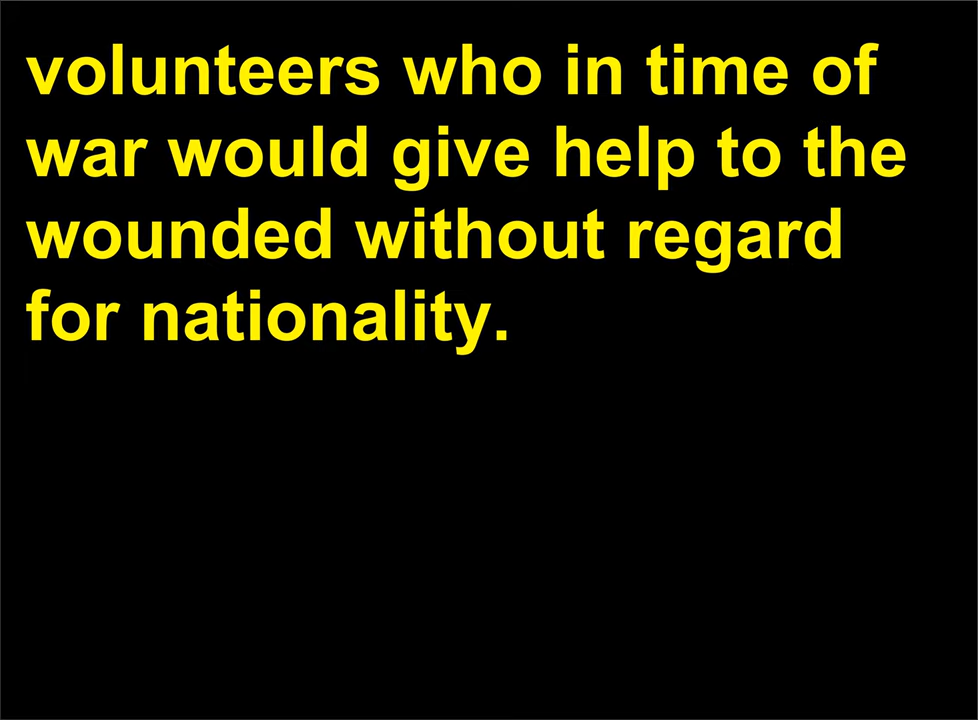 volunteers who in time of
war would give help to the
wounded without regard
for nationality.